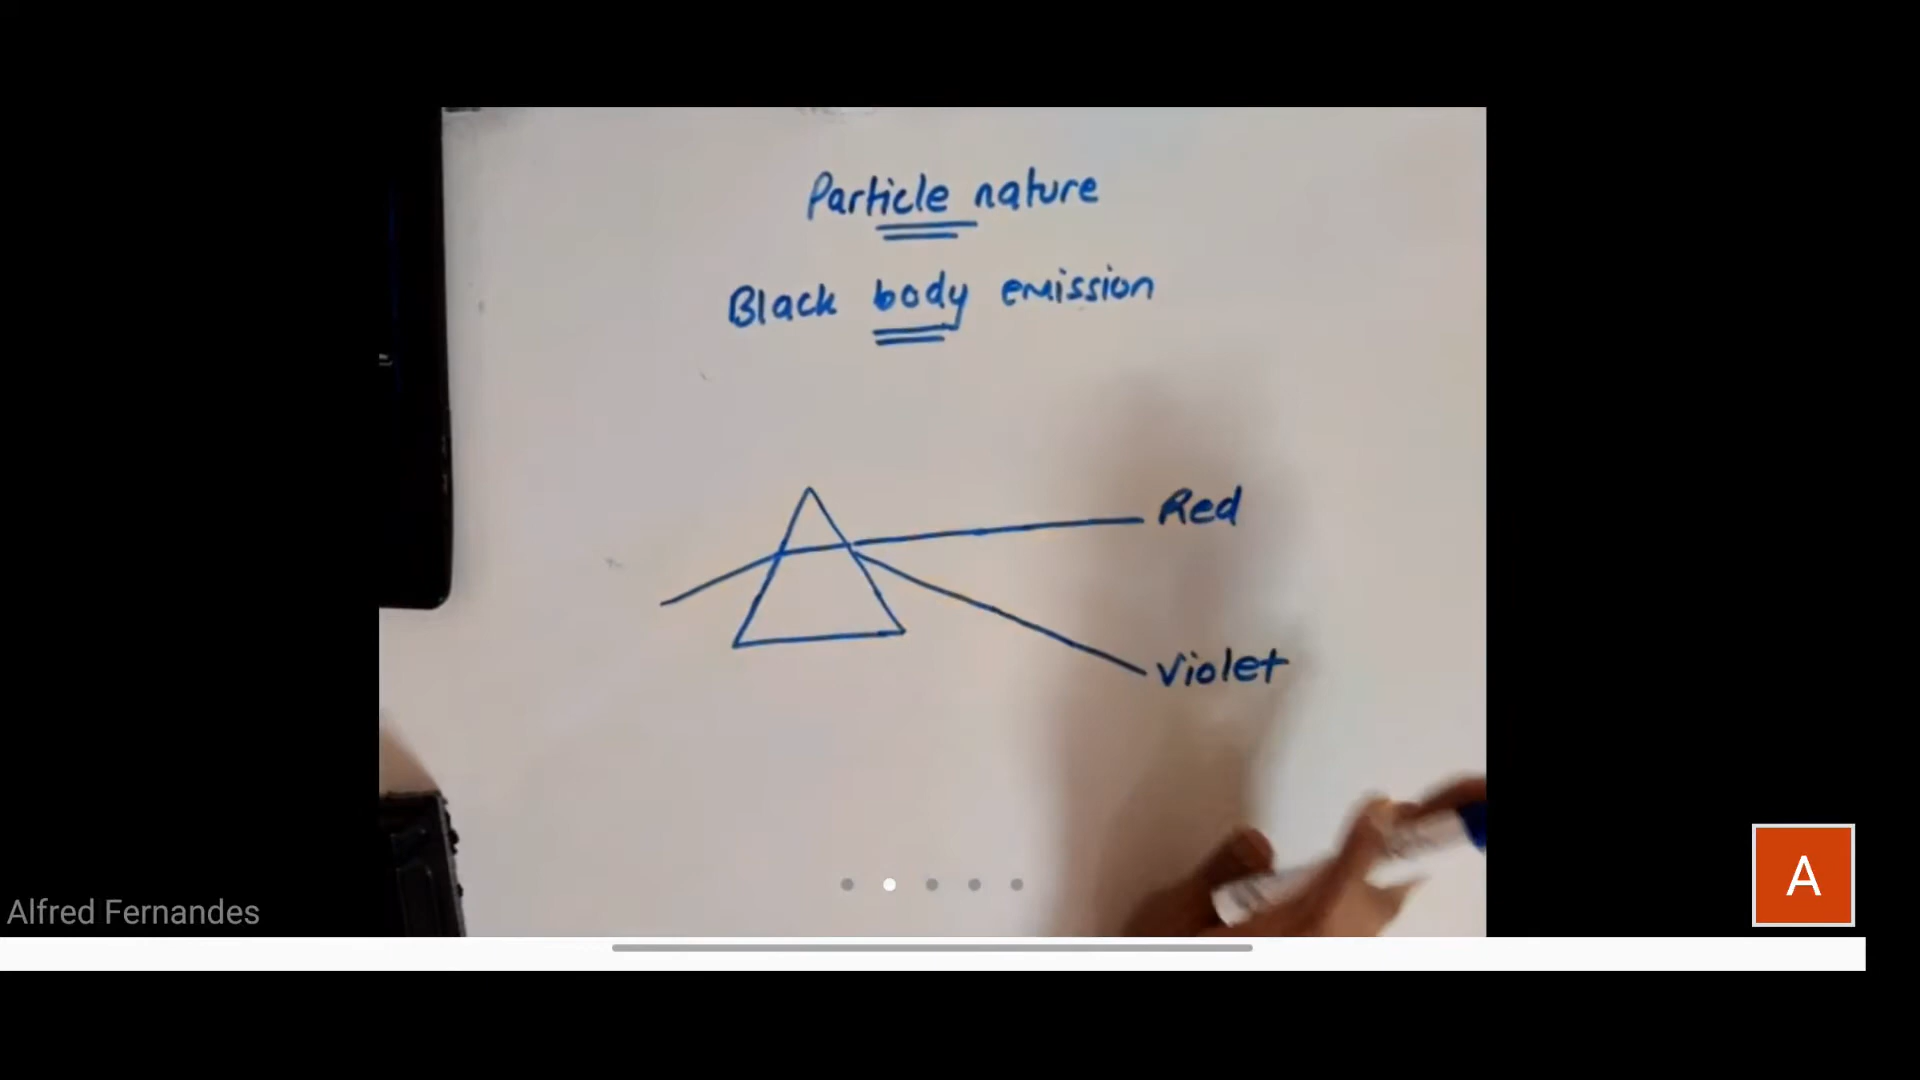 Particle nature
Black body emission
Red
Violet
Alfred Fernandes
A